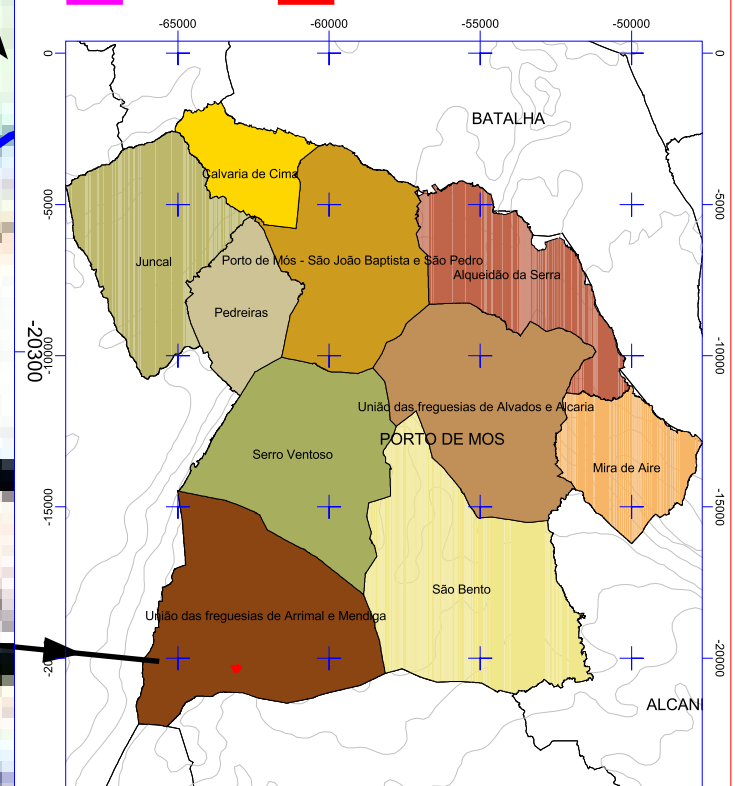 -65000 -60000 -55000 -50000
0 0
BATALHA
Calvaria de Cima
-5000 -5000
Juncal
Porto de Mós - São João Baptista e São Pedro
Alqueidão da Serra
Pedreiras
-20300
-10000 -10000
União das freguesias de Alvados e Alcaria
PORTO DE MOS
Serro Ventoso
Mira de Aire
-15000 -15000
São Bento
União das freguesias de Arrimal e Mendiga
-20000
ALCAN